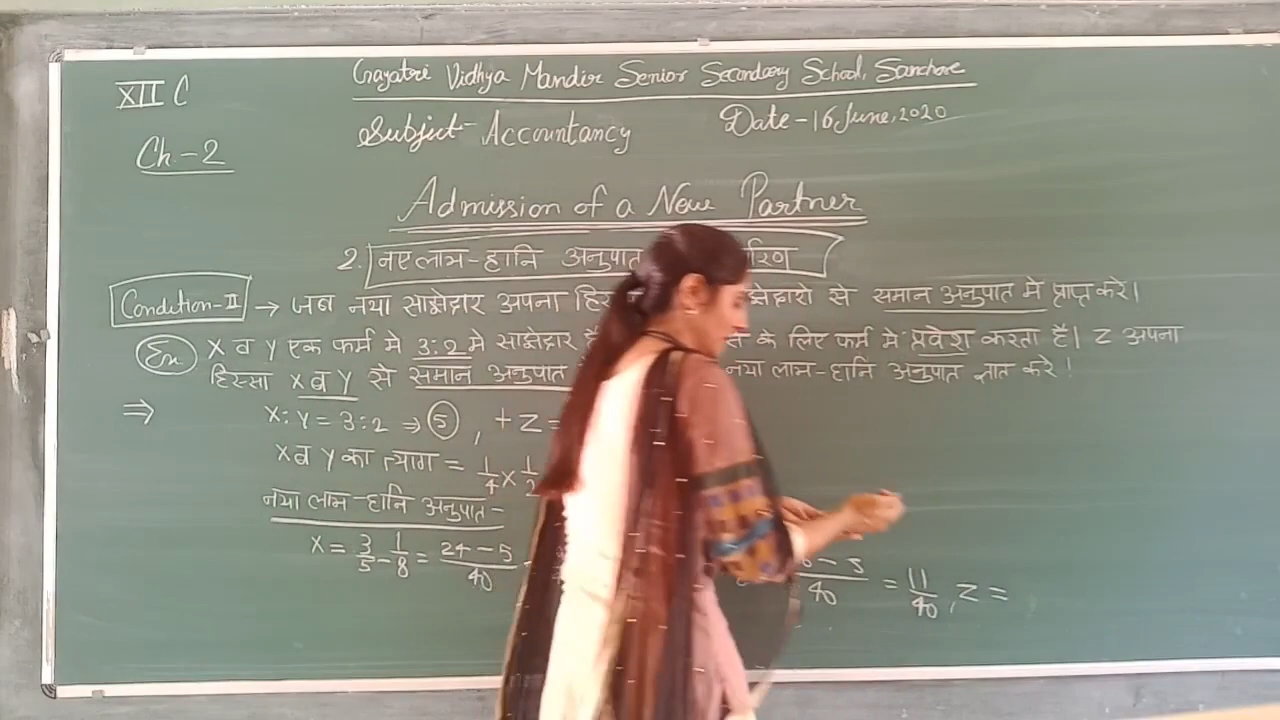 XII C
Gayatri Vidhya Mandir Senior Secondary School, Sanchore
Subject- Accountancy
Date-16 June, 2020
Ch.-2
Admission of a New Partner
2. नए लाभ-हानि अनुपात
Condition-II → जब नया साझेदार अपना से समान अनुपात मे प्राप्त करे।
Ex X व Y एक फर्म मे 3:2 मे साझेदार के लिए फर्म मे प्रवेश करता है। Z अपना
हिस्सा X व Y से समान अनुपात नया लाभ-हानि अनुपात ज्ञात करे!
⇒ X:Y = 3:2 ⇒ 5, + Z =
X व Y का त्याग = 1/4 × 1/2
नया लाभ-हानि अनुपात-
X = 3/5 - 1/8 = 24-5/40 - 5/40 = 11/40, Z =